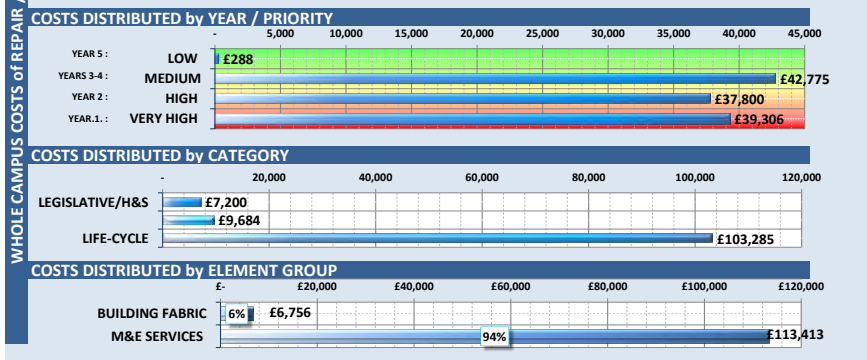 WHOLE CAMPUS COSTS of REPAIR
COSTS DISTRIBUTED by YEAR / PRIORITY
- 5,000 10,000 15,000 20,000 25,000 30,000 35,000 40,000 45,000
YEAR 5 : LOW £288
YEARS 3-4 : MEDIUM £42,775
YEAR 2 : HIGH £37,800
YEAR.1. : VERY HIGH £39,306
COSTS DISTRIBUTED by CATEGORY
- 20,000 40,000 60,000 80,000 100,000 120,000
LEGISLATIVE/H&S £7,200
£9,684
LIFE-CYCLE £103,285
COSTS DISTRIBUTED by ELEMENT GROUP
£- £20,000 £40,000 £60,000 £80,000 £100,000 £120,000
BUILDING FABRIC 6% £6,756
M&E SERVICES 94% £113,413